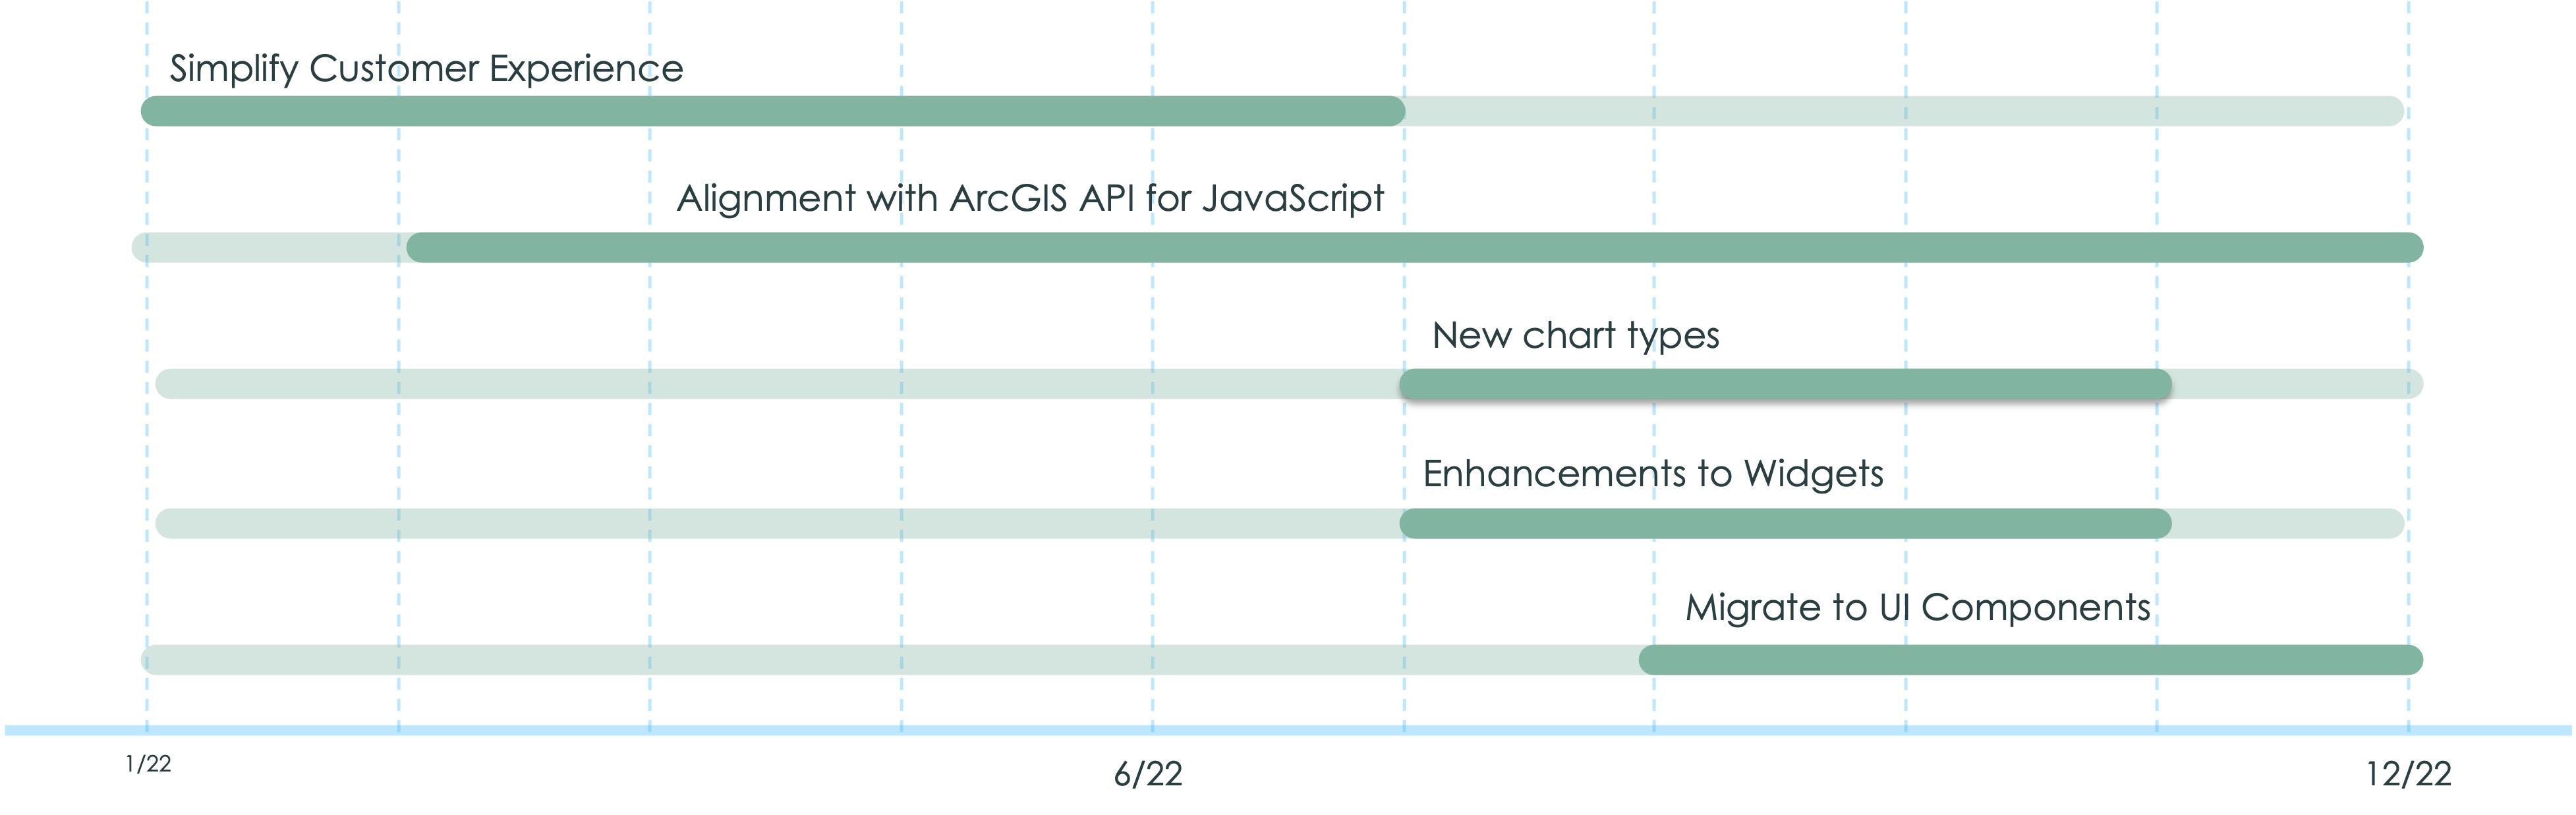 Simplify Customer Experience
Alignment with ArcGIS API for JavaScript
New chart types
Enhancements to Widgets
Migrate to UI Components
1/22
6/22
12/22